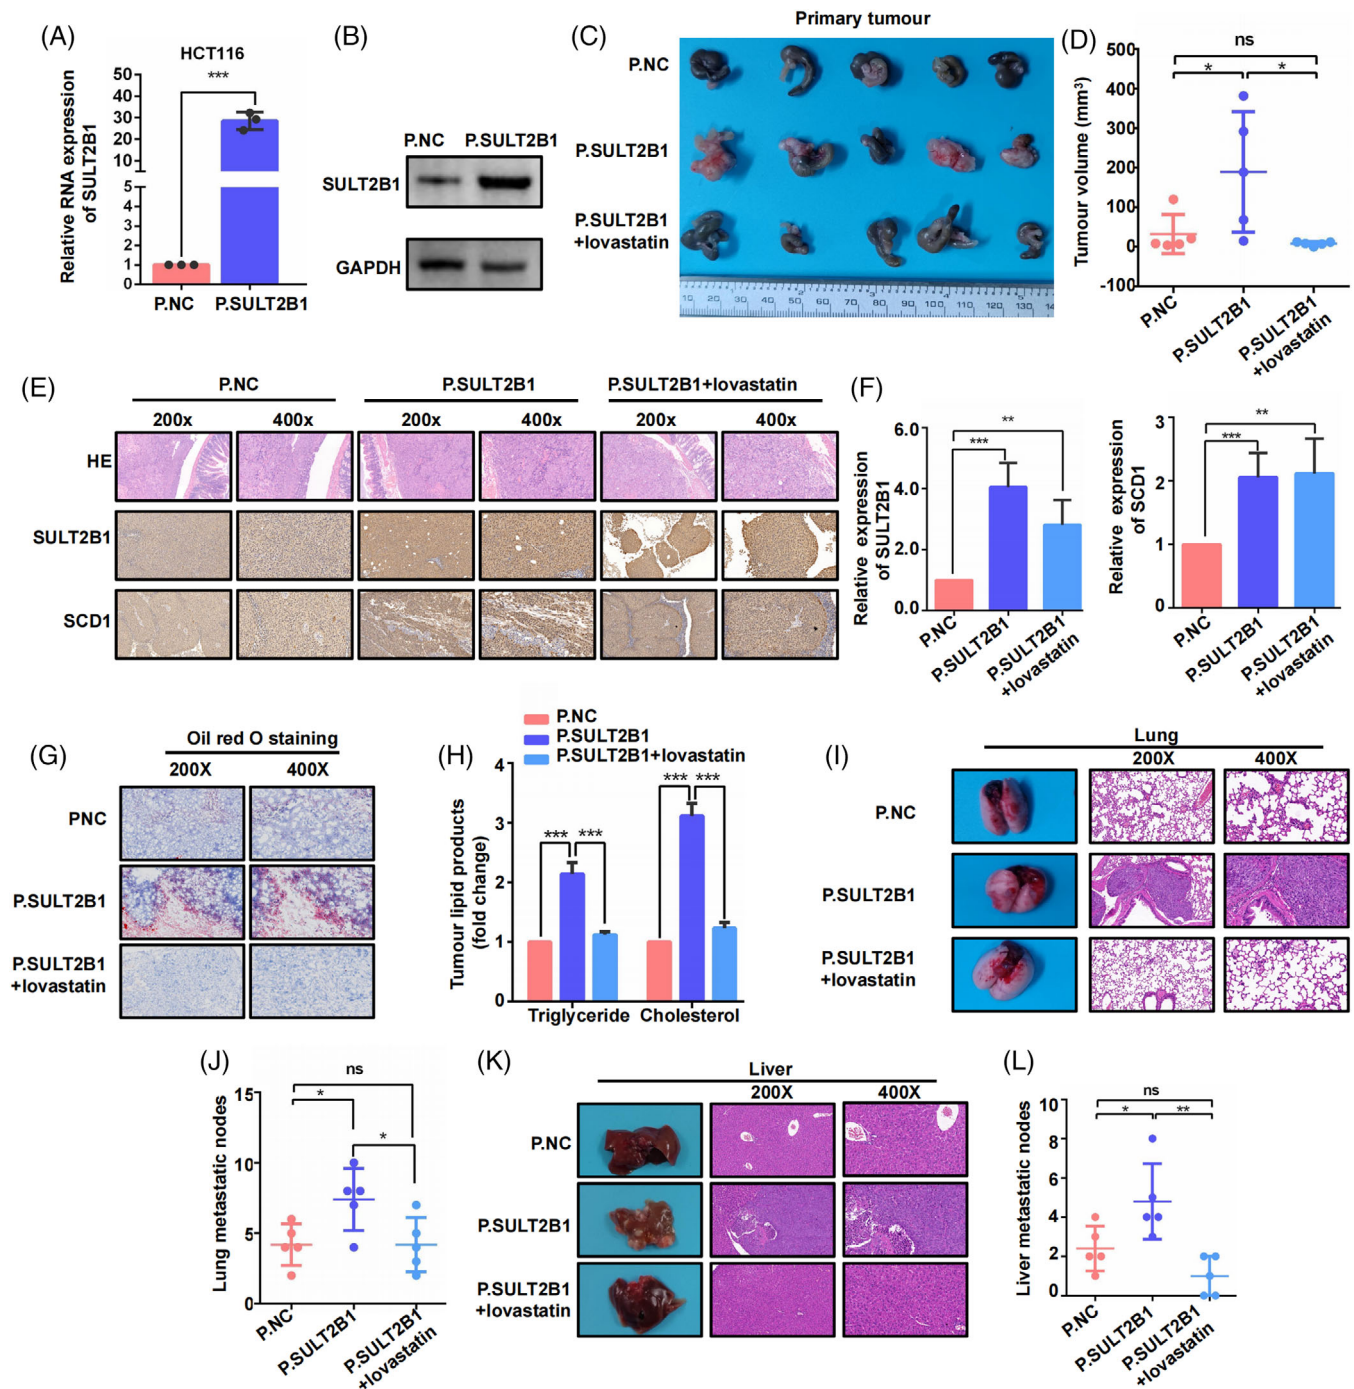 (A)
HCT116
***
Relative RNA expression
of SULT2B1
50
40
30
20
10
5
4
3
2
1
0
P.NC
P.SULT2B1
(B)
P.NC P.SULT2B1
SULT2B1
GAPDH
(C)
Primary tumour
P.NC
P.SULT2B1
P.SULT2B1
+lovastatin
(D)
ns
* *
Tumour volume (mm³)
500
400
300
200
100
0
-100
P.NC
P.SULT2B1
P.SULT2B1
+lovastatin
(E)
P.NC P.SULT2B1 P.SULT2B1+lovastatin
200x 400x 200x 400x 200x 400x
HE
SULT2B1
SCD1
(F)
Relative expression
of SULT2B1
6.0
4.0
2.0
0.0
**
***
P.NC
P.SULT2B1
P.SULT2B1
+lovastatin
Relative expression
of SCD1
3
2
1
0
**
***
P.NC
P.SULT2B1
P.SULT2B1
+lovastatin
(G)
Oil red O staining
200X 400X
PNC
P.SULT2B1
P.SULT2B1
+lovastatin
(H)
P.NC
P.SULT2B1
P.SULT2B1+lovastatin
Tumour lipid products
(fold change)
4
3
2
1
0
*** ***
*** ***
Triglyceride Cholesterol
(I)
Lung
200X 400X
P.NC
P.SULT2B1
P.SULT2B1
+lovastatin
(J)
Lung metastatic nodes
15
10
5
0
ns
*
*
P.NC
P.SULT2B1
P.SULT2B1
+lovastatin
(K)
Liver
200X 400X
P.NC
P.SULT2B1
P.SULT2B1
+lovastatin
(L)
Liver metastatic nodes
10
8
6
4
2
0
ns
* **
P.NC
P.SULT2B1
P.SULT2B1
+lovastatin